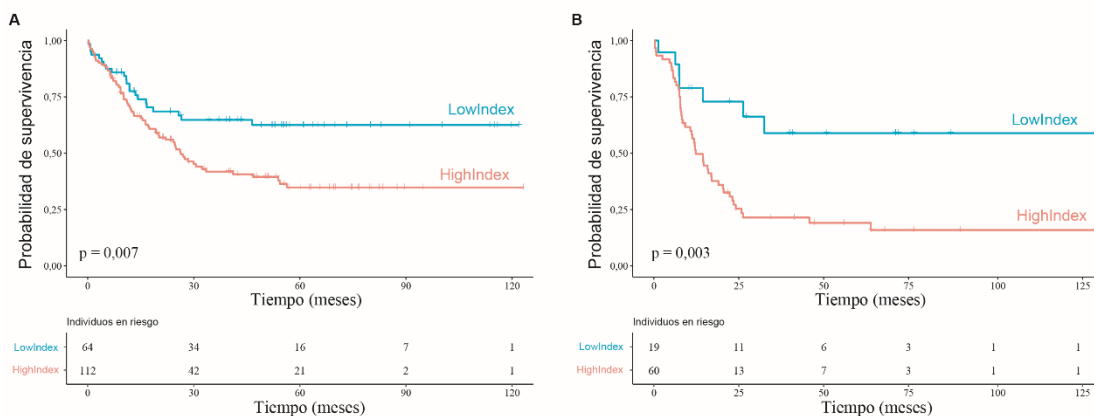 A
Probabilidad de supervivencia
1,00
0,75
0,50
0,25
0,00
LowIndex
HighIndex
p = 0,007
0 30 60 90 120
Tiempo (meses)
Individuos en riesgo
LowIndex 64 34 16 7 1
HighIndex 112 42 21 2 1
0 30 60 90 120
Tiempo (meses)
B
Probabilidad de supervivencia
1,00
0,75
0,50
0,25
0,00
LowIndex
HighIndex
p = 0,003
0 25 50 75 100 125
Tiempo (meses)
Individuos en riesgo
LowIndex 19 11 6 3 1 1
HighIndex 60 13 7 3 1 1
0 25 50 75 100 125
Tiempo (meses)